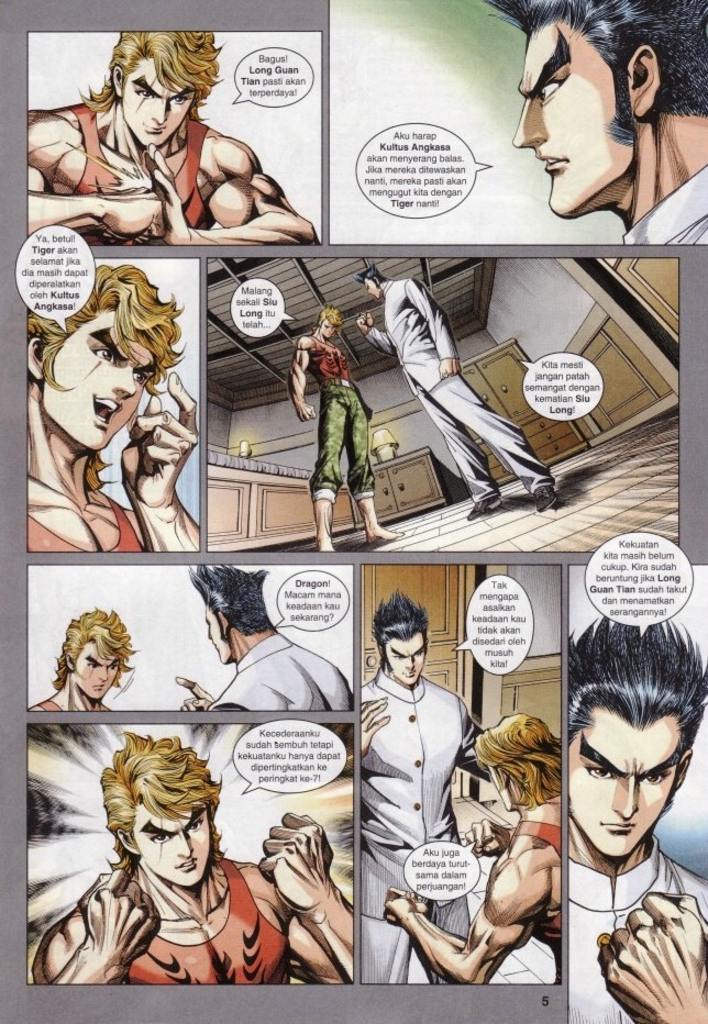 Bagus!
Long Guan
Tian pasti akan
terperdaya!
Aku harap
Kultus Angkasa
akan menyerang balas.
Jika mereka ditewaskan
nanti, mereka pasti akan
mengugut kita dengan
Tiger nanti!
Ya, betul!
Tiger akan
selamat jika
dia masih dapat
diperalatkan
oleh Kultus
Angkasa!
Malang
sekali Siu
Long itu
telah...
Kita mesti
jangan patah
semangat dengan
kematian Siu
Long!
Dragon!
Macam mana
keadaan kau
sekarang?
Kecederaanku
sudah sembuh tetapi
kekuatanku hanya dapat
dipertingkatkan ke
peringkat ke-7!
Tak
mengapa
asalkan
keadaan kau
tidak akan
disedari oleh
musuh
kita!
Aku juga
berdaya turut-
sama dalam
perjuangan!
Kekuatan
kita masih belum
cukup. Kira sudah
beruntung jika Long
Guan Tian sudah takut
dan menamatkan
serangannya!
5